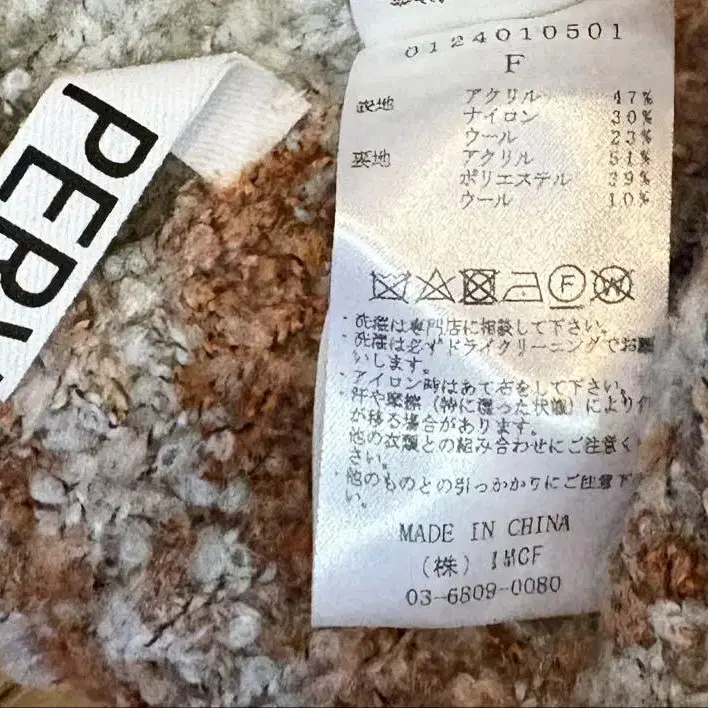 PERV
0124010501
F
表地 アクリル 47%
ナイロン 30%
ウール 23%
裏地 アクリル 51%
ポリエステル 39%
ウール 10%
F
W
・洗濯は専門店に相談して下さい。
・洗濯は必ずドライクリーニングでお願
いします。
・アイロン時はあて布をして下さい。
・汗や摩擦（特に湿った状態）により色
が移る場合があります。
他の衣類との組み合わせにご注意く
さい。
・他のものとの引っかかりにご注意下
い。
MADE IN CHINA
（株）IMCF
03-6809-0080